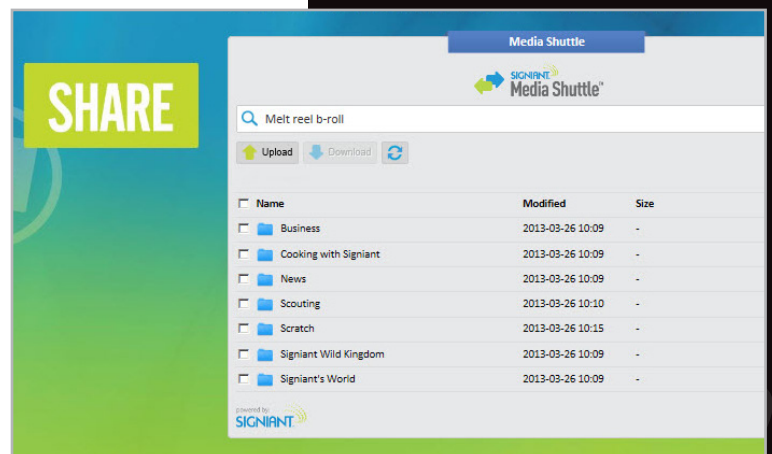 Media Shuttle
SHARE
SIGNIANT
Media Shuttle™
Melt reel b-roll
Upload Download
Name Modified Size
Business 2013-03-26 10:09 -
Cooking with Signiant 2013-03-26 10:09 -
News 2013-03-26 10:09 -
Scouting 2013-03-26 10:10 -
Scratch 2013-03-26 10:15 -
Signiant Wild Kingdom 2013-03-26 10:09 -
Signiant's World 2013-03-26 10:09 -
powered by
SIGNIANT